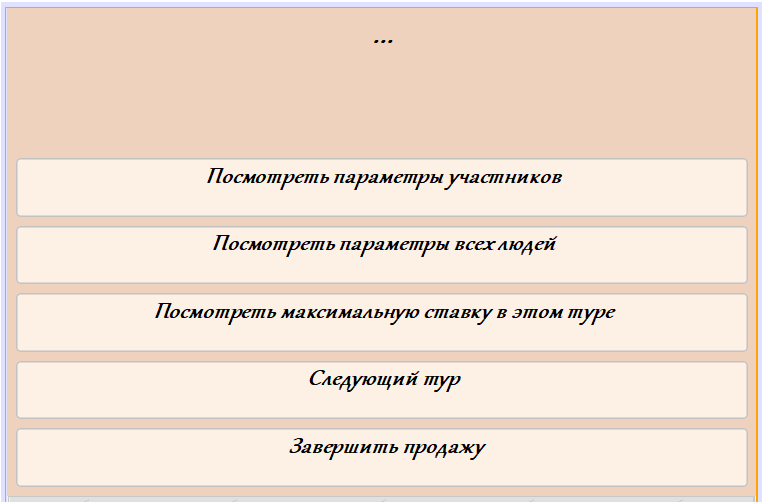 ...
Посмотреть параметры участников
Посмотреть параметры всех людей
Посмотреть максимальную ставку в этом туре
Следующий тур
Завершить продажу